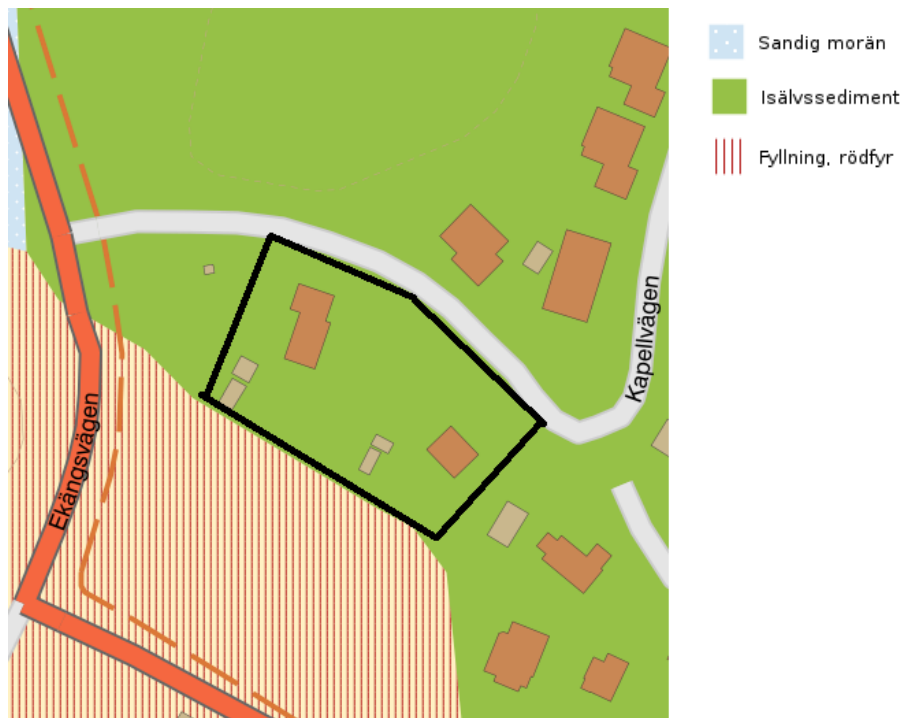 Sandig morän
Isälvssediment
Fyllning, rödfyr
Kapellvägen
Ekängsvägen